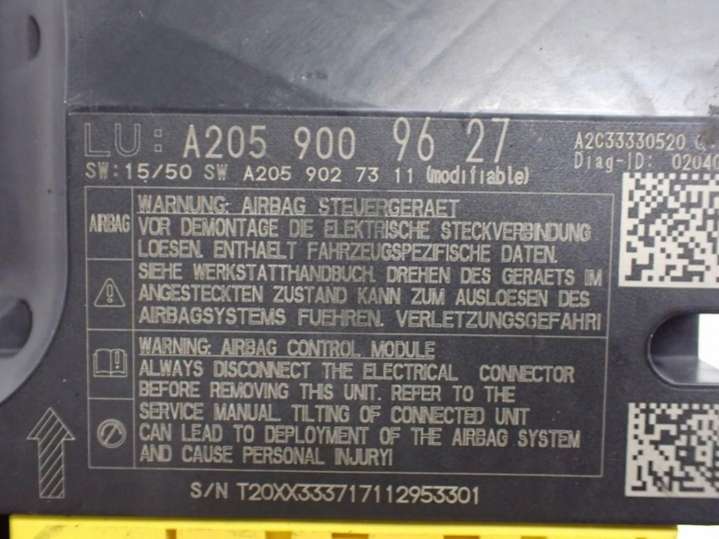 LU: A205 900 96 27
A2C33330520
SW: 15/50 SW A205 902 73 11 (modifiable)
Diag-ID:
AIRBAG
WARNUNG: AIRBAG STEUERGERAET
VOR DEMONTAGE DIE ELEKTRISCHE STECKVERBINDUNG
LOESEN. ENTHAELT FAHRZEUGSPEZIFISCHE DATEN.
SIEHE WERKSTATTHANDBUCH. DREHEN DES GERAETS IM
ANGESTECKTEN ZUSTAND KANN ZUM AUSLOESEN DES
AIRBAGSYSTEMS FUEHREN. VERLETZUNGSGEFAHR!
WARNING: AIRBAG CONTROL MODULE
ALWAYS DISCONNECT THE ELECTRICAL CONNECTOR
BEFORE REMOVING THIS UNIT. REFER TO THE
SERVICE MANUAL. TILTING OF CONNECTED UNIT
CAN LEAD TO DEPLOYMENT OF THE AIRBAG SYSTEM
AND CAUSE PERSONAL INJURY!
S/N T20XX333717112953301